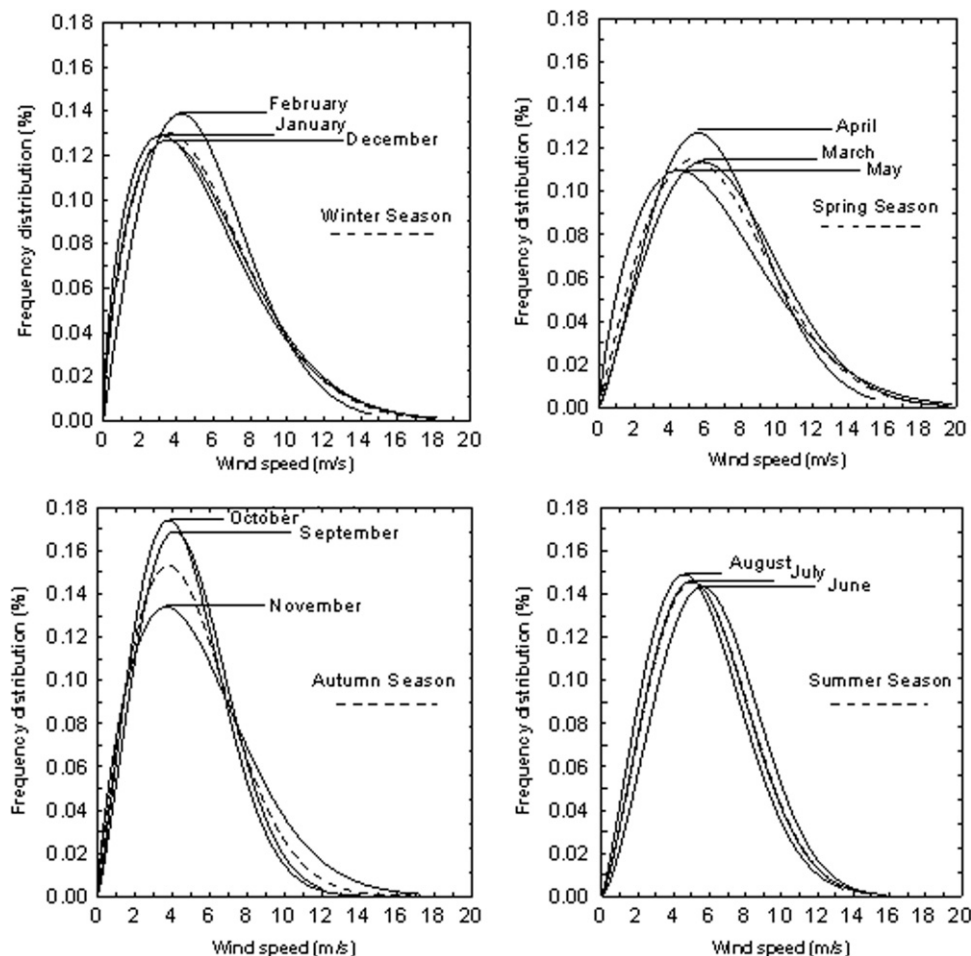 0.18
0.16
0.14
0.12
0.10
0.08
0.06
0.04
0.02
0.00
Frequency distribution (%)
February
January
December
Winter Season
0 2 4 6 8 10 12 14 16 18 20
Wind speed (m/s)
0.18
0.16
0.14
0.12
0.10
0.08
0.06
0.04
0.02
0.00
Frequency distribution (%)
April
March
May
Spring Season
0 2 4 6 8 10 12 14 16 18 20
Wind speed (m/s)
0.18
0.16
0.14
0.12
0.10
0.08
0.06
0.04
0.02
0.00
Frequency distribution (%)
October
September
November
Autumn Season
0 2 4 6 8 10 12 14 16 18 20
Wind speed (m/s)
0.18
0.16
0.14
0.12
0.10
0.08
0.06
0.04
0.02
0.00
Frequency distribution (%)
August
July
June
Summer Season
0 2 4 6 8 10 12 14 16 18 20
Wind speed (m/s)